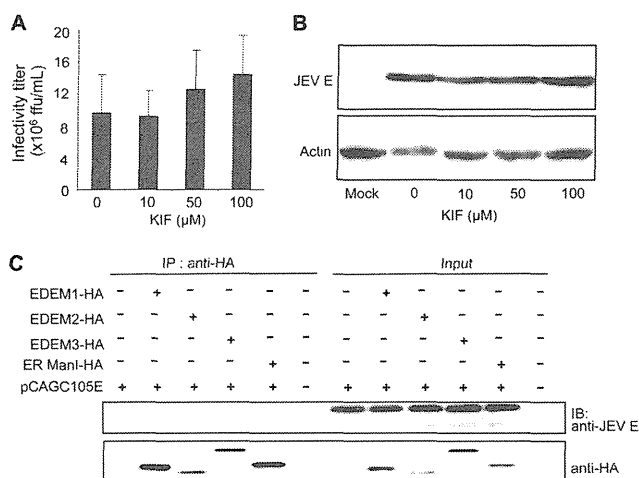 A
Infectivity titer
(x10⁶ ffu/mL)
20
16
12
8
4
0
0 10 50 100
KIF (µM)
B
JEV E
Actin
Mock 0 10 50 100
KIF (µM)
C
IP : anti-HA Input
EDEM1-HA - + - - - - - + - - - -
EDEM2-HA - - + - - - - - + - - -
EDEM3-HA - - - + - - - - - + - -
ER ManI-HA - - - - + - - - - - + -
pCAGC105E + + + + + - + + + + + -
IB:
anti-JEV E
anti-HA